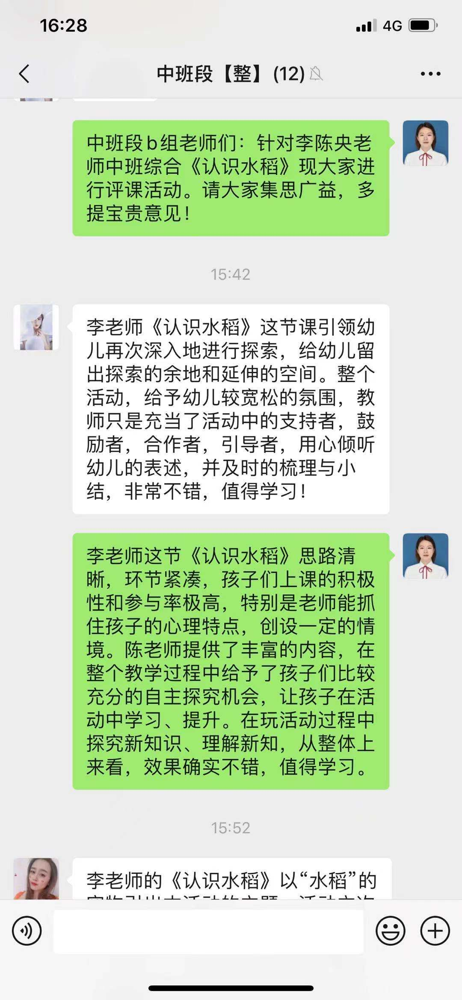 16:28
4G
中班段【整】(12)
中班段b组老师们：针对李陈央老
师中班综合《认识水稻》现大家进
行评课活动。请大家集思广益，多
提宝贵意见！
15:42
李老师《认识水稻》这节课引领幼
儿再次深入地进行探索，给幼儿留
出探索的余地和延伸的空间。整个
活动，给予幼儿较宽松的氛围，教
师只是充当了活动中的支持者，鼓
励者，合作者，引导者，用心倾听
幼儿的表述，并及时的梳理与小
结，非常不错，值得学习！
李老师这节《认识水稻》思路清
晰，环节紧凑，孩子们上课的积极
性和参与率极高，特别是老师能抓
住孩子的心理特点，创设一定的情
境。陈老师提供了丰富的内容，在
整个教学过程中给予了孩子们比较
充分的自主探究机会，让孩子在活
动中学习、提升。在玩活动过程中
探究新知识、理解新知，从整体上
来看，效果确实不错，值得学习。
15:52
李老师的《认识水稻》以“水稻”的